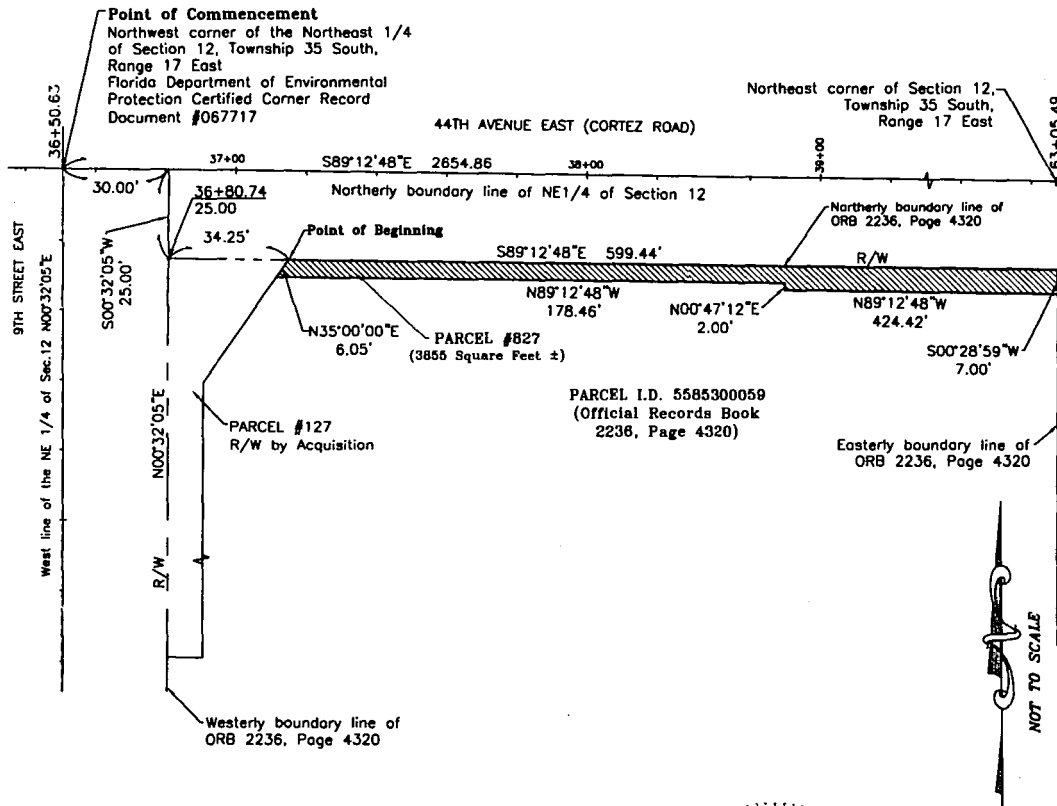 Point of Commencement
Northwest corner of the Northeast 1/4
of Section 12, Township 35 South,
Range 17 East
Florida Department of Environmental
Protection Certified Corner Record
Document #067717
Northeast corner of Section 12,
Township 35 South,
Range 17 East
36+50.63
63+05.49
44TH AVENUE EAST (CORTEZ ROAD)
37+00
S89°12'48"E 2654.86
38+00
39+00
30.00'
36+80.74
25.00
Northerly boundary line of NE1/4 of Section 12
Northerly boundary line of
ORB 2236, Page 4320
34.25'
Point of Beginning
S89°12'48"E 599.44'
R/W
9TH STREET EAST
West line of the NE 1/4 of Sec.12 N00°32'05"E
S00°32'05"W
25.00'
N35°00'00"E
6.05'
N89°12'48"W
178.46'
N00°47'12"E
2.00'
N89°12'48"W
424.42'
S00°28'59"W
7.00'
PARCEL #827
(3855 Square Feet ±)
PARCEL I.D. 5585300059
(Official Records Book
2236, Page 4320)
N00°32'05"E
R/W
PARCEL #127
R/W by Acquisition
Easterly boundary line of
ORB 2236, Page 4320
Westerly boundary line of
ORB 2236, Page 4320
NOT TO SCALE